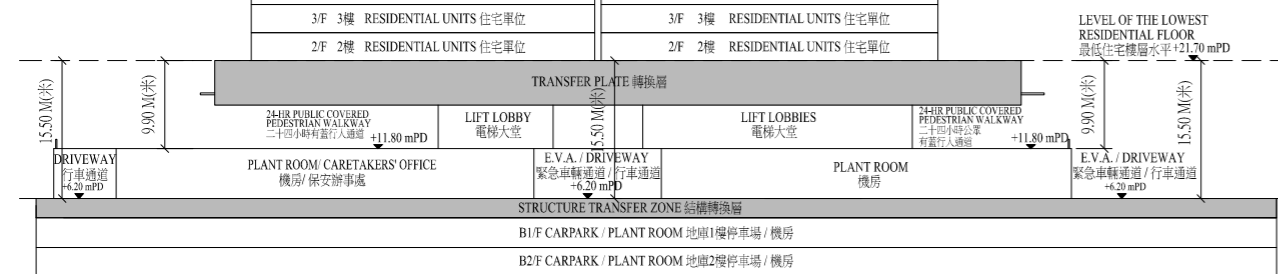 3/F 3樓 RESIDENTIAL UNITS 住宅單位
3/F 3樓 RESIDENTIAL UNITS 住宅單位
2/F 2樓 RESIDENTIAL UNITS 住宅單位
2/F 2樓 RESIDENTIAL UNITS 住宅單位
LEVEL OF THE LOWEST
RESIDENTIAL FLOOR
最低住宅樓層水平 +21.70 mPD
TRANSFER PLATE 轉換層
15.50 M(米)
9.90 M(米)
15.50 M(米)
9.90 M(米)
15.50 M(米)
24-HR PUBLIC COVERED
PEDESTRIAN WALKWAY
二十四小時有蓋行人通道
+11.80 mPD
LIFT LOBBY
電梯大堂
LIFT LOBBIES
電梯大堂
24-HR PUBLIC COVERED
PEDESTRIAN WALKWAY
二十四小時公眾
有蓋行人通道
+11.80 mPD
DRIVEWAY
行車通道
+6.20 mPD
PLANT ROOM/ CARETAKERS' OFFICE
機房/ 保安辦事處
E.V.A. / DRIVEWAY
緊急車輛通道 / 行車通道
+6.20 mPD
PLANT ROOM
機房
E.V.A. / DRIVEWAY
緊急車輛通道 / 行車通道
+6.20 mPD
STRUCTURE TRANSFER ZONE 結構轉換層
B1/F CARPARK / PLANT ROOM 地庫1樓停車場 / 機房
B2/F CARPARK / PLANT ROOM 地庫2樓停車場 / 機房